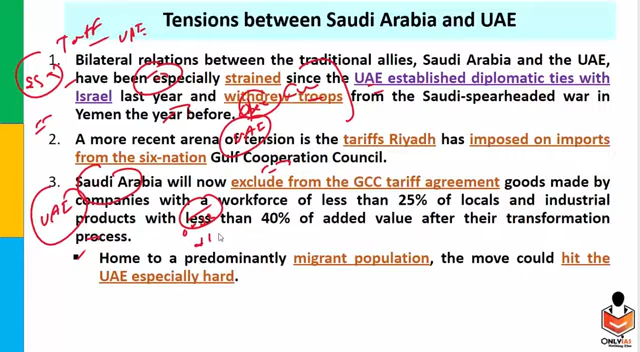 Tensions between Saudi Arabia and UAE
Tariff UAE
1. Bilateral relations between the traditional allies, Saudi Arabia and the UAE,
have been especially strained since the UAE established diplomatic ties with
Israel last year and withdrew troops from the Saudi-spearheaded war in
Yemen the year before.
UAE
2. A more recent arena of tension is the tariffs Riyadh has imposed on imports
from the six-nation Gulf Cooperation Council.
3. Saudi Arabia will now exclude from the GCC tariff agreement goods made by
UAE
companies with a workforce of less than 25% of locals and industrial
products with less than 40% of added value after their transformation
process.
▪ Home to a predominantly migrant population, the move could hit the
UAE especially hard.
ONLYIAS